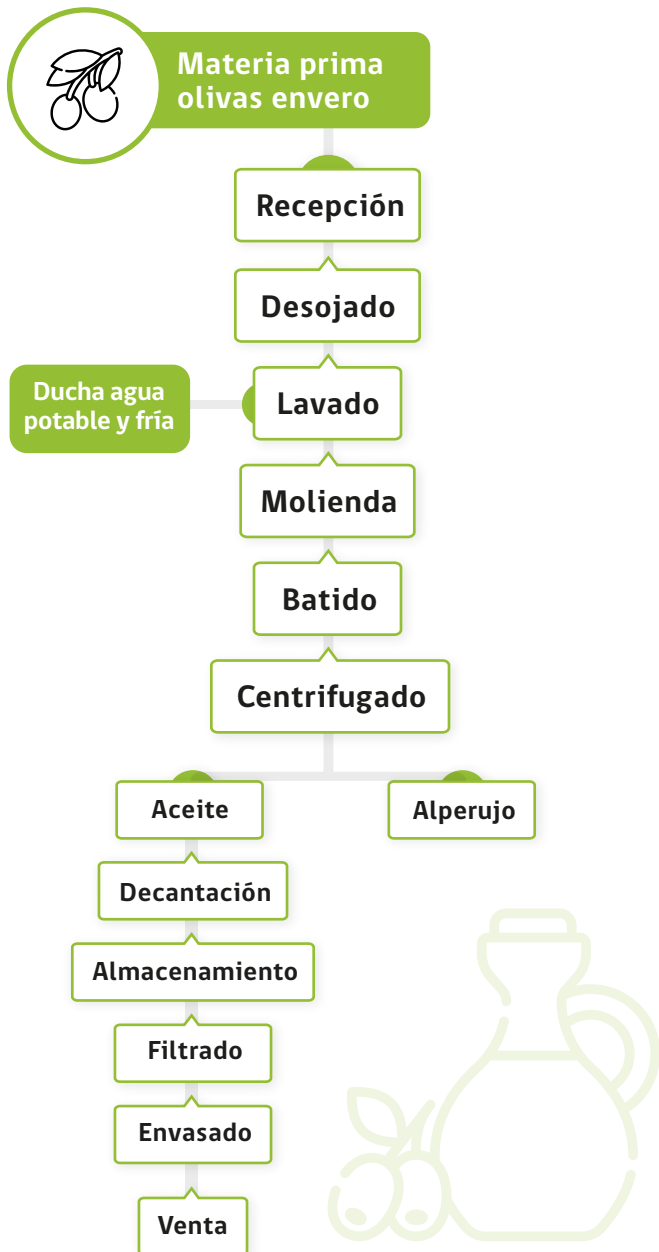 Materia prima
olivas envero
Recepción
Desojado
Ducha agua
potable y fría
Lavado
Molienda
Batido
Centrifugado
Aceite
Alperujo
Decantación
Almacenamiento
Filtrado
Envasado
Venta